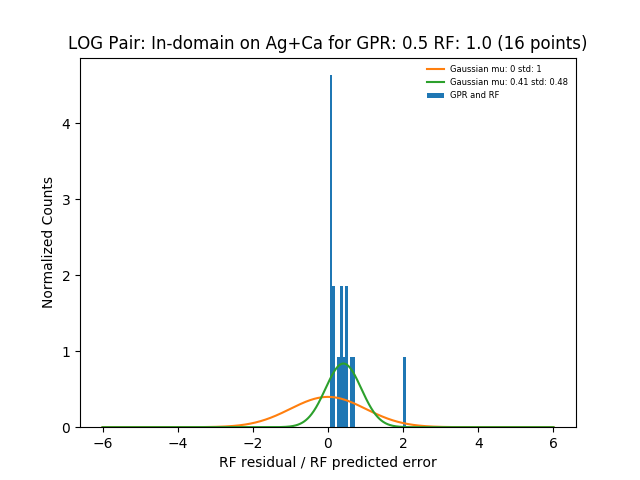 LOG Pair: In-domain on Ag+Ca for GPR: 0.5 RF: 1.0 (16 points)
Gaussian mu: 0 std: 1
Gaussian mu: 0.41 std: 0.48
GPR and RF
Normalized Counts
4
3
2
1
0
−6 −4 −2 0 2 4 6
RF residual / RF predicted error